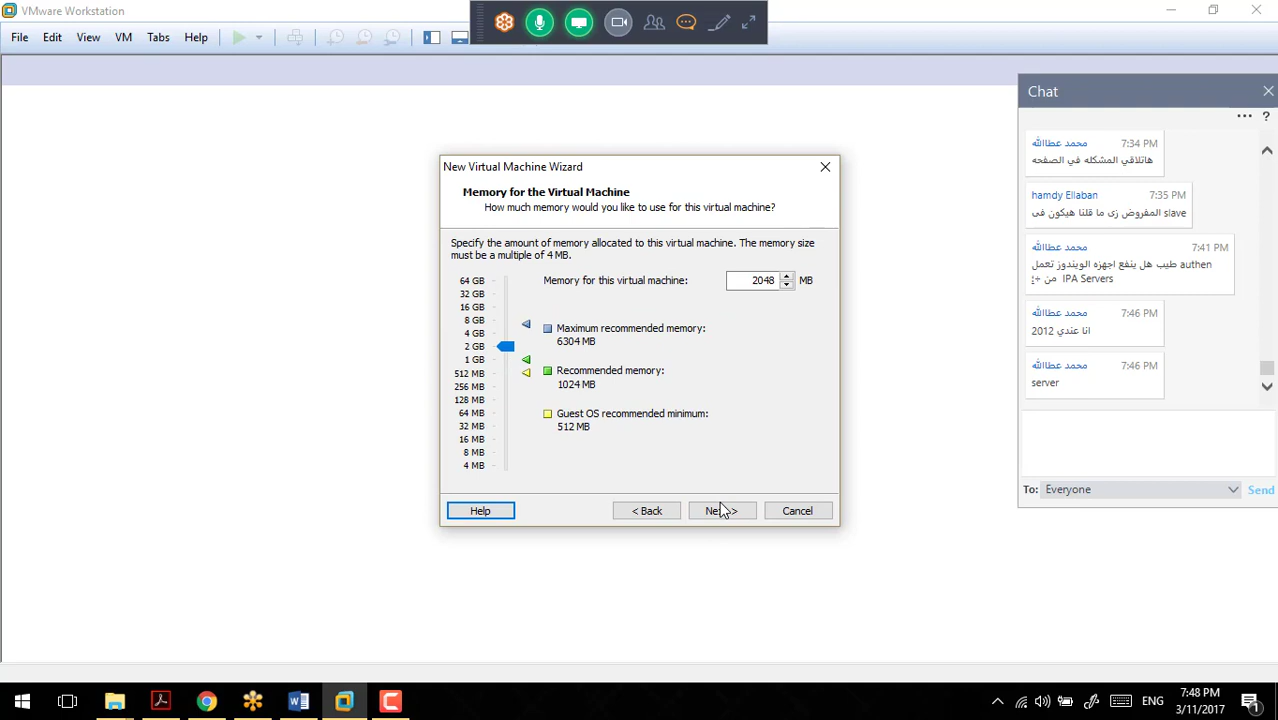 VMware Workstation
File Edit View VM Tabs Help
New Virtual Machine Wizard
Memory for the Virtual Machine
How much memory would you like to use for this virtual machine?
Specify the amount of memory allocated to this virtual machine. The memory size
must be a multiple of 4 MB.
64 GB
32 GB
16 GB
8 GB
4 GB
2 GB
1 GB
512 MB
256 MB
128 MB
64 MB
32 MB
16 MB
8 MB
4 MB
Memory for this virtual machine: 2048 MB
Maximum recommended memory:
6304 MB
Recommended memory:
1024 MB
Guest OS recommended minimum:
512 MB
Help < Back Next > Cancel
Chat
محمد عطاالله 7:34 PM
هاتلاقي المشكله في الصفحه
hamdy Ellaban 7:35 PM
المفروض زى ما قلنا هيكون فى slave
محمد عطاالله 7:41 PM
طيب هل ينفع اجهزه الويندوز تعمل authen
من IPA Servers
محمد عطاالله 7:46 PM
انا عندي 2012
محمد عطاالله 7:46 PM
server
To: Everyone Send
ENG
7:48 PM
3/11/2017
1